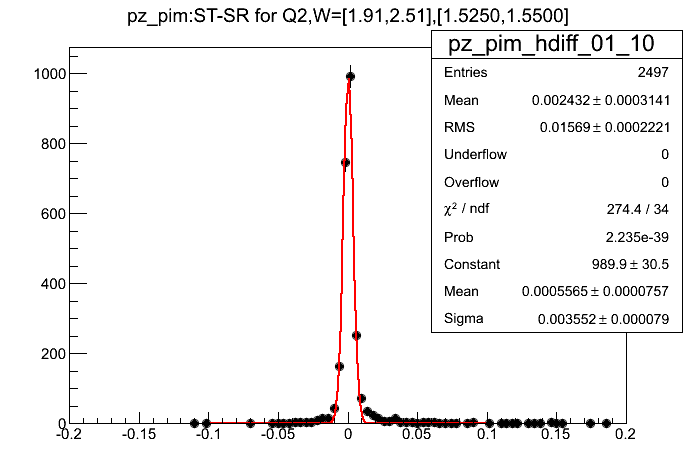 pz_pim:ST-SR for Q2,W=[1.91,2.51],[1.5250,1.5500]
pz_pim_hdiff_01_10
Entries 2497
Mean 0.002432 ± 0.0003141
RMS 0.01569 ± 0.0002221
Underflow 0
Overflow 0
χ² / ndf 274.4 / 34
Prob 2.235e-39
Constant 989.9 ± 30.5
Mean 0.0005565 ± 0.0000757
Sigma 0.003552 ± 0.000079
1000
800
600
400
200
0
-0.2 -0.15 -0.1 -0.05 0 0.05 0.1 0.15 0.2